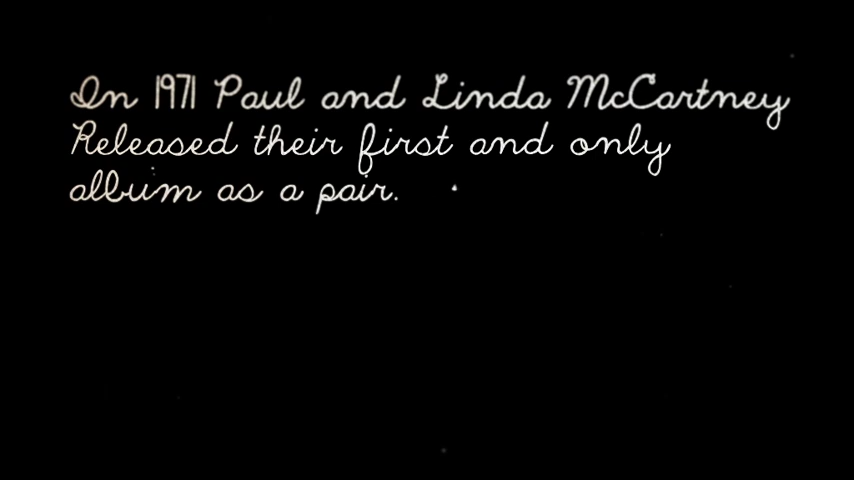 In 1971 Paul and Linda McCartney
Released their first and only
album as a pair.